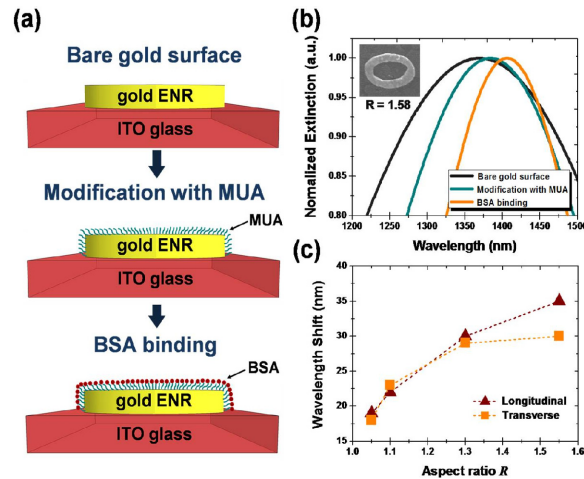 (a)
Bare gold surface
gold ENR
ITO glass
Modification with MUA
MUA
gold ENR
ITO glass
BSA binding
BSA
gold ENR
ITO glass
(b)
Normalized Extinction (a.u.)
1.00
0.95
0.90
0.85
0.80
R = 1.58
Bare gold surface
Modification with MUA
BSA binding
1200 1250 1300 1350 1400 1450 1500
Wavelength (nm)
(c)
Wavelength Shift (nm)
40
35
30
25
20
15
Longitudinal
Transverse
1.0 1.1 1.2 1.3 1.4 1.5 1.6
Aspect ratio R